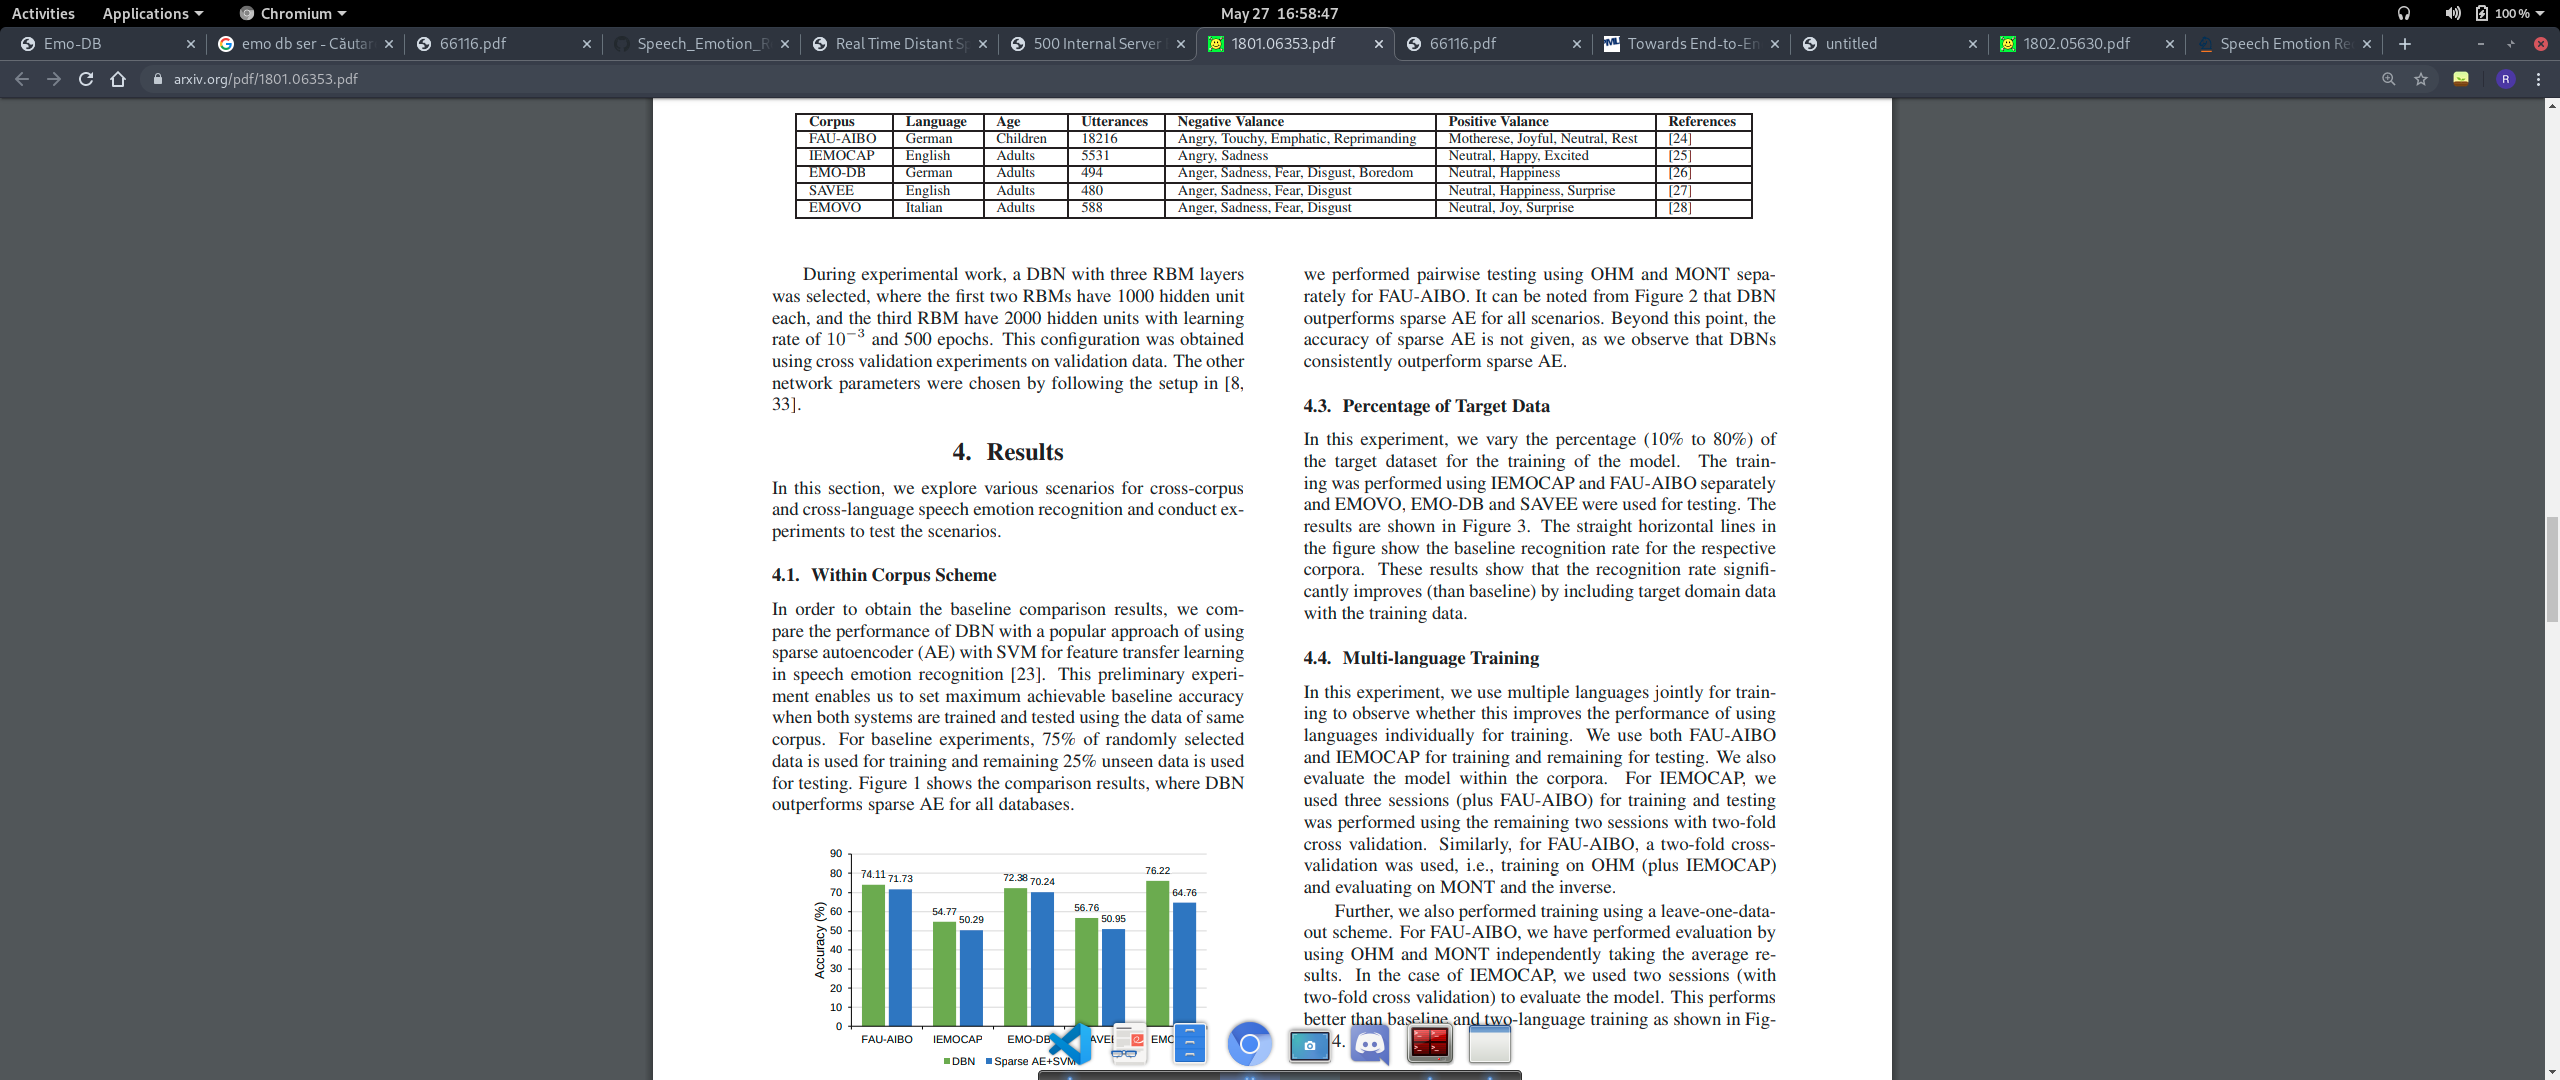 Activities Applications Chromium May 27 16:58:47 100 %
Emo-DB emo db ser - Căutar 66116.pdf Speech_Emotion_R Real Time Distant Sp 500 Internal Server 1801.06353.pdf 66116.pdf Towards End-to-En untitled 1802.05630.pdf Speech Emotion Re
arxiv.org/pdf/1801.06353.pdf R
Corpus Language Age Utterances Negative Valance Positive Valance References
FAU-AIBO German Children 18216 Angry, Touchy, Emphatic, Reprimanding Motherese, Joyful, Neutral, Rest [24]
IEMOCAP English Adults 5531 Angry, Sadness Neutral, Happy, Excited [25]
EMO-DB German Adults 494 Anger, Sadness, Fear, Disgust, Boredom Neutral, Happiness [26]
SAVEE English Adults 480 Anger, Sadness, Fear, Disgust Neutral, Happiness, Surprise [27]
EMOVO Italian Adults 588 Anger, Sadness, Fear, Disgust Neutral, Joy, Surprise [28]
During experimental work, a DBN with three RBM layers
was selected, where the first two RBMs have 1000 hidden unit
each, and the third RBM have 2000 hidden units with learning
rate of 10⁻³ and 500 epochs. This configuration was obtained
using cross validation experiments on validation data. The other
network parameters were chosen by following the setup in [8,
33].
4. Results
In this section, we explore various scenarios for cross-corpus
and cross-language speech emotion recognition and conduct ex-
periments to test the scenarios.
4.1. Within Corpus Scheme
In order to obtain the baseline comparison results, we com-
pare the performance of DBN with a popular approach of using
sparse autoencoder (AE) with SVM for feature transfer learning
in speech emotion recognition [23]. This preliminary experi-
ment enables us to set maximum achievable baseline accuracy
when both systems are trained and tested using the data of same
corpus. For baseline experiments, 75% of randomly selected
data is used for training and remaining 25% unseen data is used
for testing. Figure 1 shows the comparison results, where DBN
outperforms sparse AE for all databases.
Accuracy (%)
90
80
70
60
50
40
30
20
10
0
74.11 71.73
54.77 50.29
72.38 70.24
56.76 50.95
76.22 64.76
FAU-AIBO IEMOCAP EMO-DB AVE EMO
DBN Sparse AE+SVM
we performed pairwise testing using OHM and MONT sepa-
rately for FAU-AIBO. It can be noted from Figure 2 that DBN
outperforms sparse AE for all scenarios. Beyond this point, the
accuracy of sparse AE is not given, as we observe that DBNs
consistently outperform sparse AE.
4.3. Percentage of Target Data
In this experiment, we vary the percentage (10% to 80%) of
the target dataset for the training of the model. The train-
ing was performed using IEMOCAP and FAU-AIBO separately
and EMOVO, EMO-DB and SAVEE were used for testing. The
results are shown in Figure 3. The straight horizontal lines in
the figure show the baseline recognition rate for the respective
corpora. These results show that the recognition rate signifi-
cantly improves (than baseline) by including target domain data
with the training data.
4.4. Multi-language Training
In this experiment, we use multiple languages jointly for train-
ing to observe whether this improves the performance of using
languages individually for training. We use both FAU-AIBO
and IEMOCAP for training and remaining for testing. We also
evaluate the model within the corpora. For IEMOCAP, we
used three sessions (plus FAU-AIBO) for training and testing
was performed using the remaining two sessions with two-fold
cross validation. Similarly, for FAU-AIBO, a two-fold cross-
validation was used, i.e., training on OHM (plus IEMOCAP)
and evaluating on MONT and the inverse.
Further, we also performed training using a leave-one-data-
out scheme. For FAU-AIBO, we have performed evaluation by
using OHM and MONT independently taking the average re-
sults. In the case of IEMOCAP, we used two sessions (with
two-fold cross validation) to evaluate the model. This performs
better than baseline and two-language training as shown in Fig-
4.